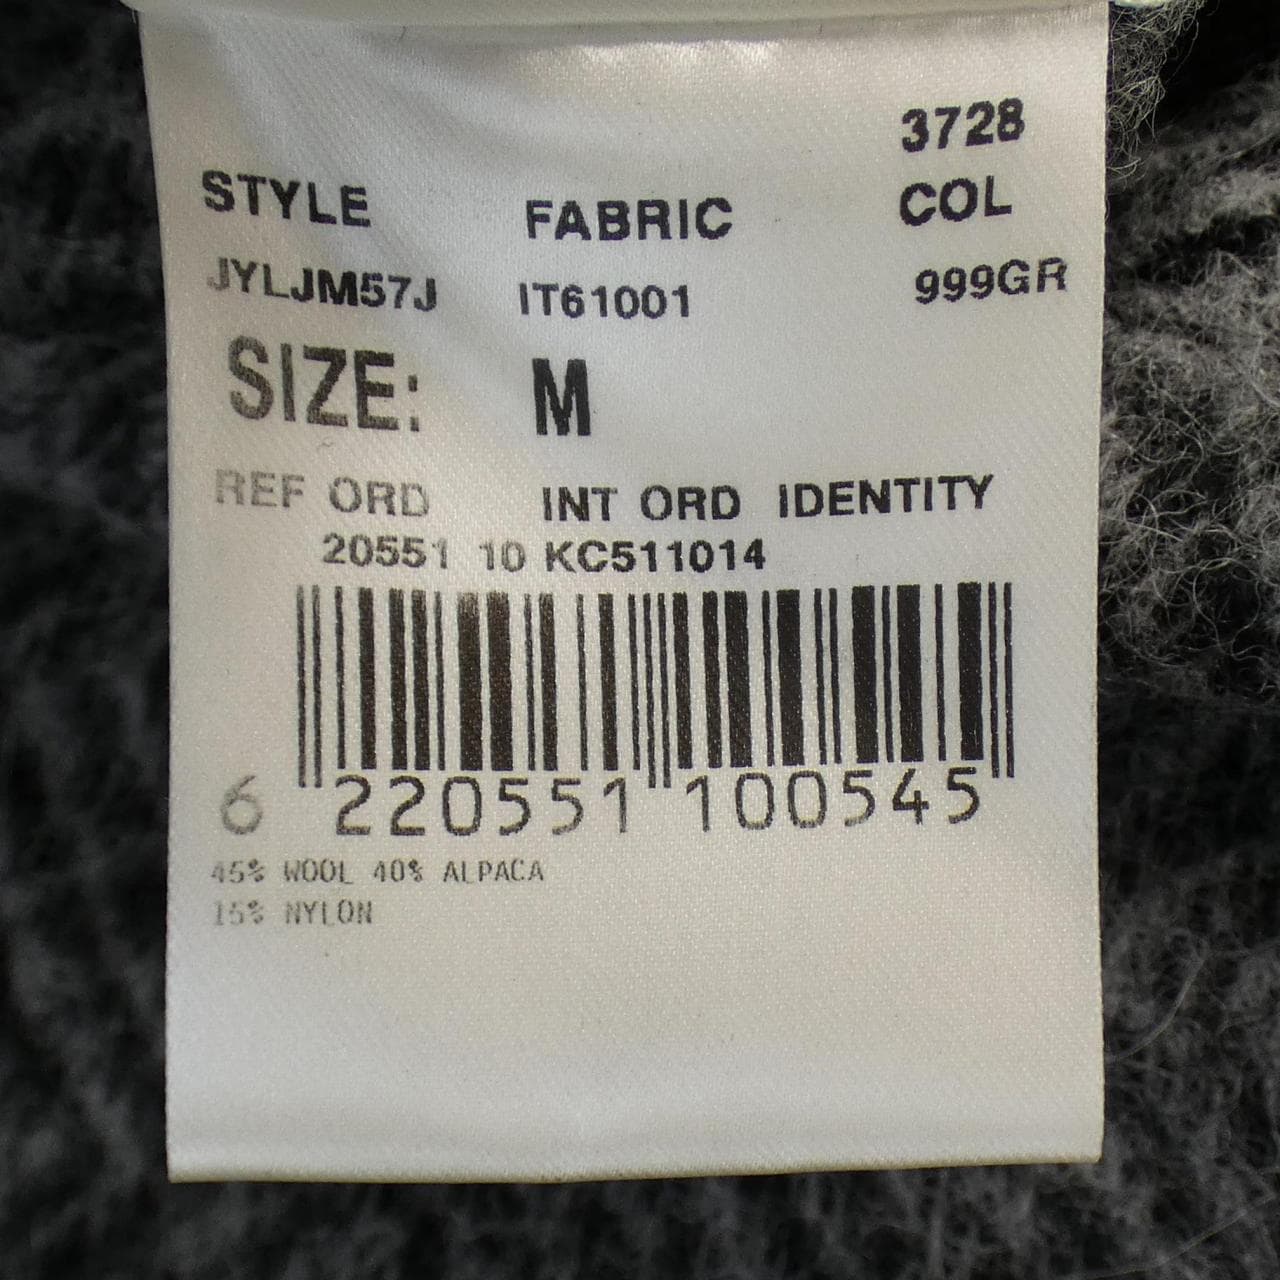 3728
STYLE FABRIC COL
JYLJM57J IT61001 999GR
SIZE: M
REF ORD INT ORD IDENTITY
20551 10 KC511014
6 220551 100545
45% WOOL 40% ALPACA
15% NYLON